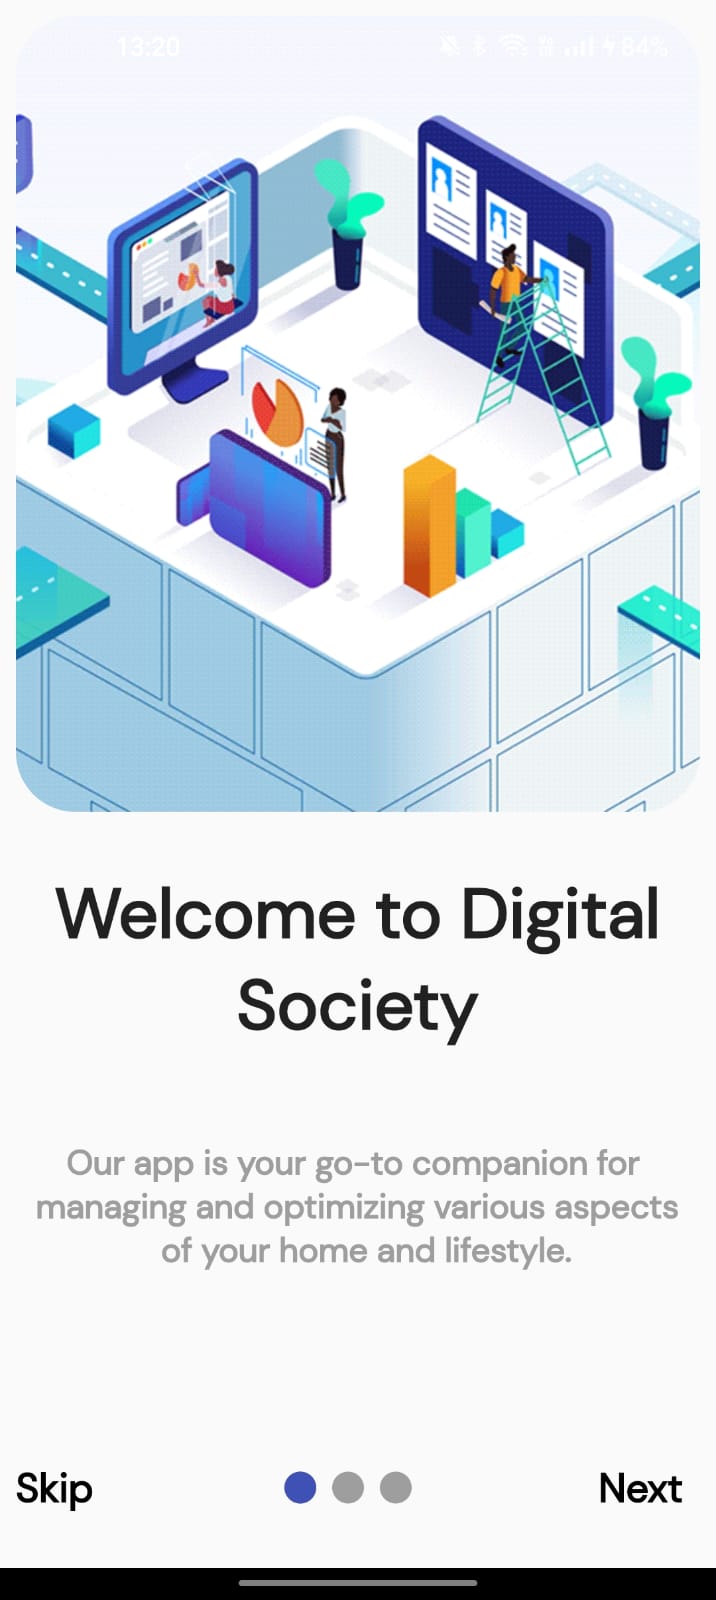 13:20 84%
Welcome to Digital
Society
Our app is your go-to companion for
managing and optimizing various aspects
of your home and lifestyle.
Skip Next